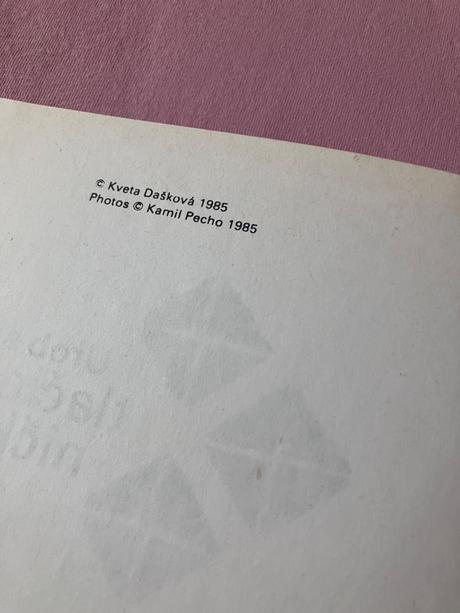 © Kveta Dašková 1985
Photos © Kamil Pecho 1985